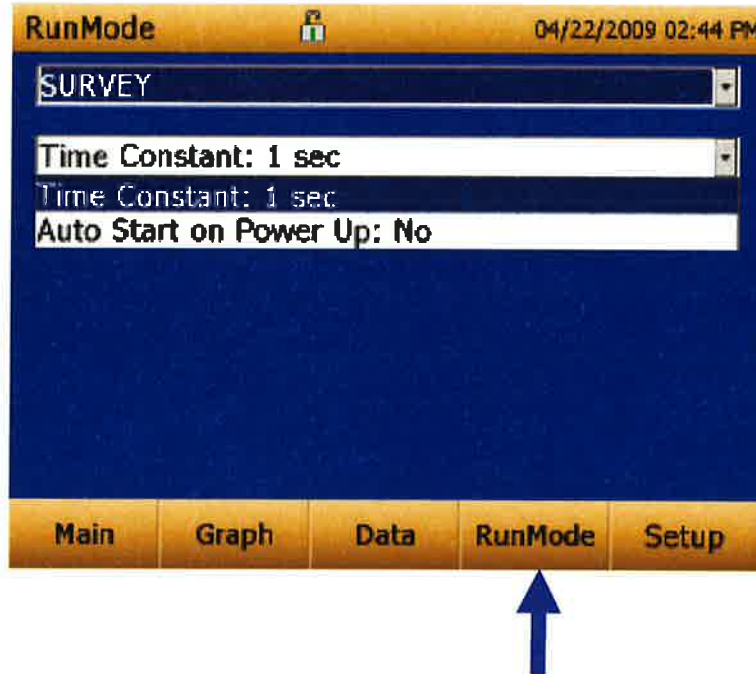 RunMode 04/22/2009 02:44 PM
SURVEY
Time Constant: 1 sec
Time Constant: 1 sec
Auto Start on Power Up: No
Main Graph Data RunMode Setup